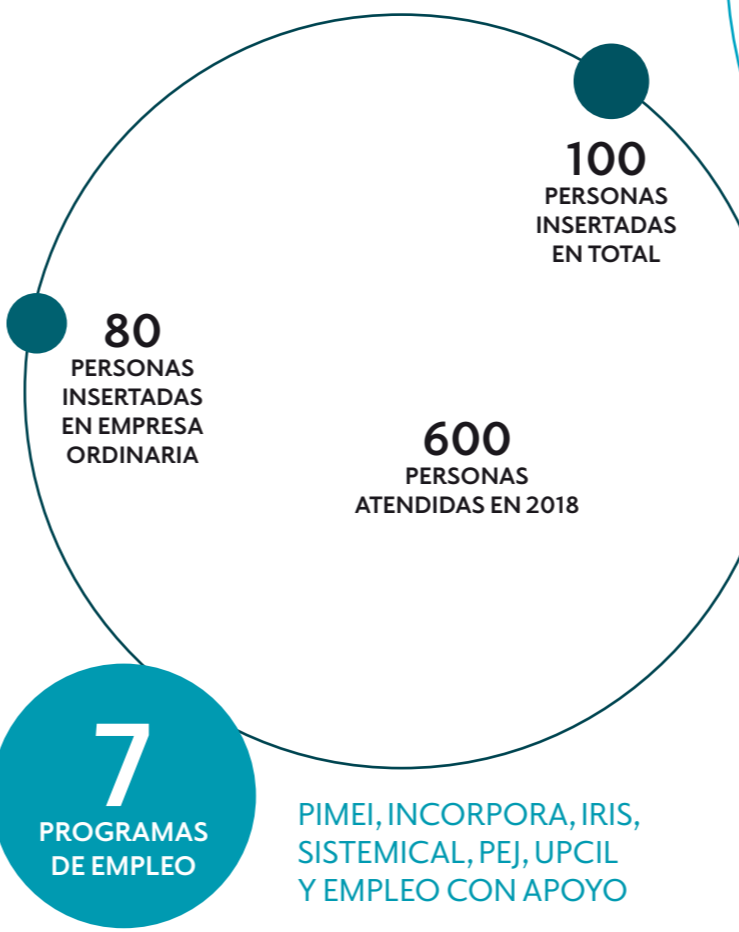 100
PERSONAS
INSERTADAS
EN TOTAL
80
PERSONAS
INSERTADAS
EN EMPRESA
ORDINARIA
600
PERSONAS
ATENDIDAS EN 2018
7
PROGRAMAS
DE EMPLEO
PIMEI, INCORPORA, IRIS,
SISTEMICAL, PEJ, UPCIL
Y EMPLEO CON APOYO